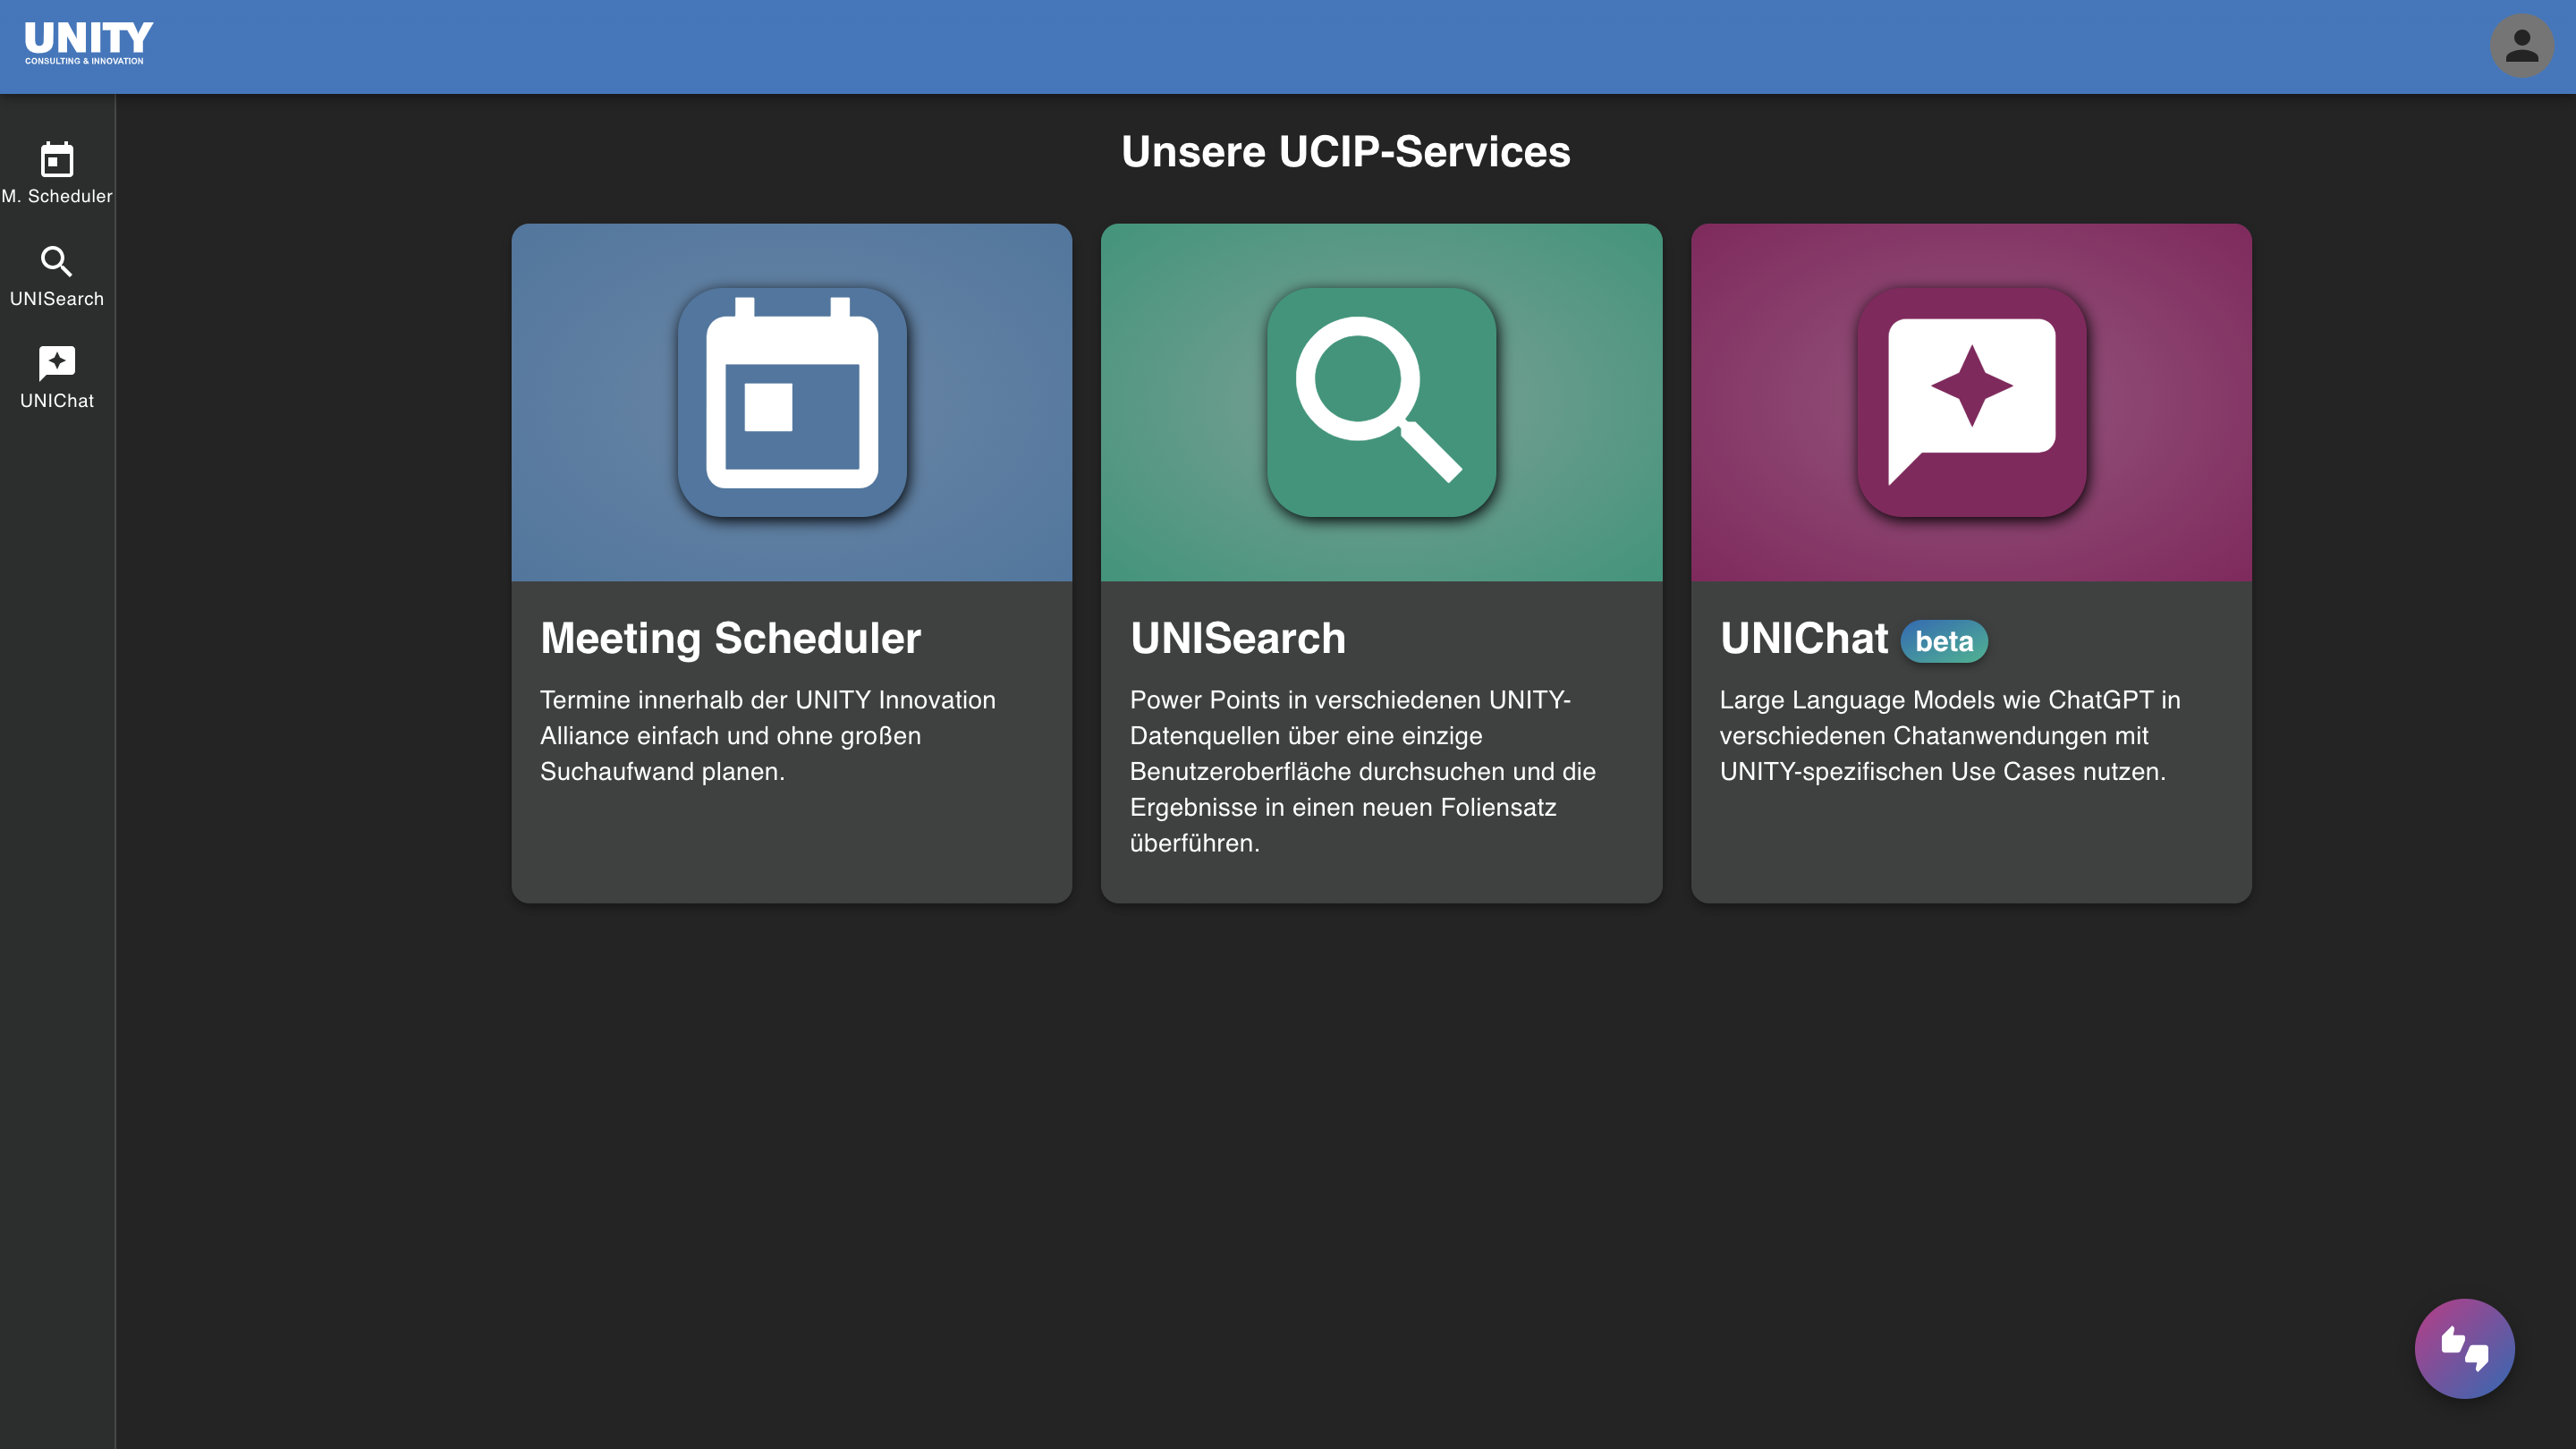 UNITY
CONSULTING & INNOVATION
M. Scheduler
UNISearch
UNIChat
Unsere UCIP-Services
Meeting Scheduler
Termine innerhalb der UNITY Innovation
Alliance einfach und ohne großen
Suchaufwand planen.
UNISearch
Power Points in verschiedenen UNITY-
Datenquellen über eine einzige
Benutzeroberfläche durchsuchen und die
Ergebnisse in einen neuen Foliensatz
überführen.
UNIChat beta
Large Language Models wie ChatGPT in
verschiedenen Chatanwendungen mit
UNITY-spezifischen Use Cases nutzen.